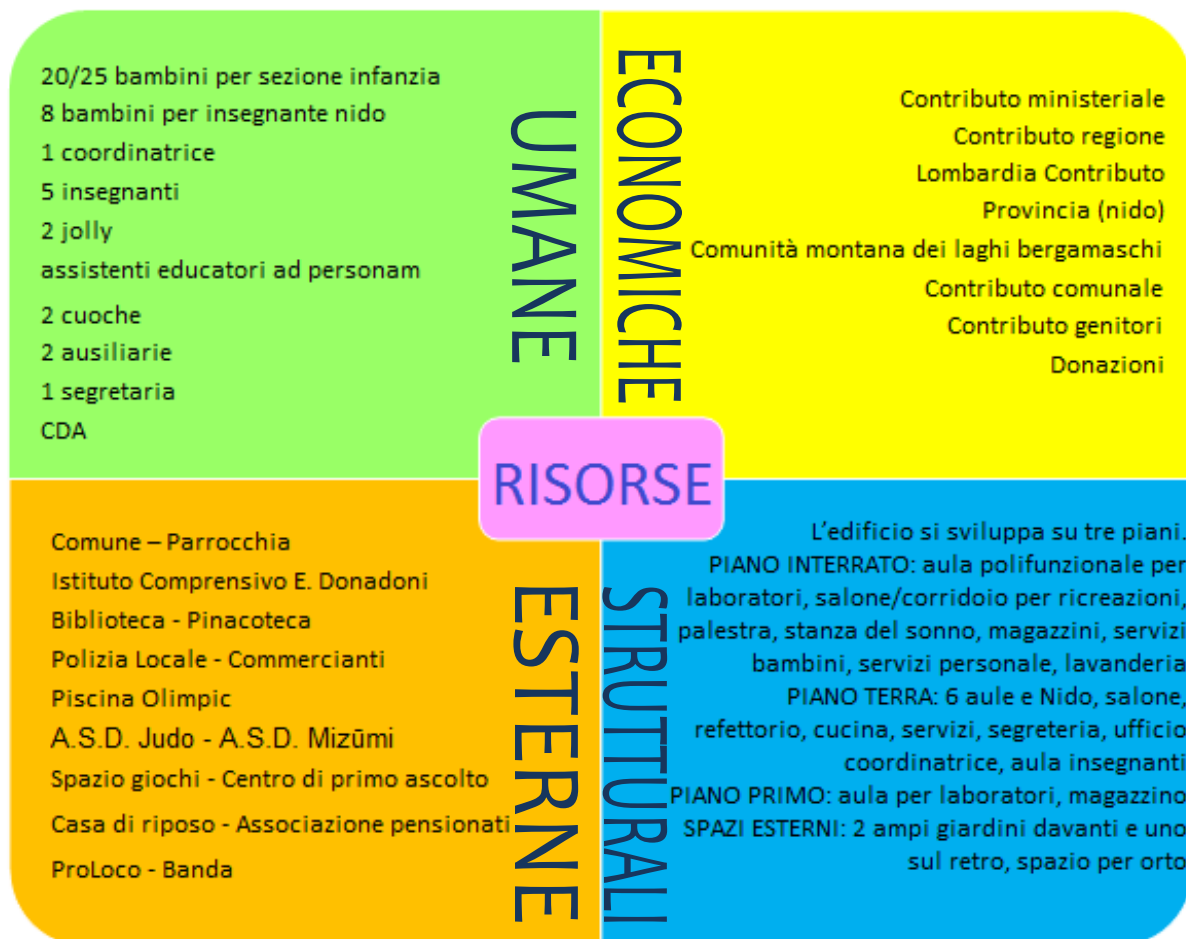 20/25 bambini per sezione infanzia
8 bambini per insegnante nido
1 coordinatrice
5 insegnanti
2 jolly
assistenti educatori ad personam
2 cuoche
2 ausiliarie
1 segretaria
CDA
UMANE
ECONOMICHE
Contributo ministeriale
Contributo regione
Lombardia Contributo
Provincia (nido)
Comunità montana dei laghi bergamaschi
Contributo comunale
Contributo genitori
Donazioni
RISORSE
Comune – Parrocchia
Istituto Comprensivo E. Donadoni
Biblioteca - Pinacoteca
Polizia Locale - Commercianti
Piscina Olimpic
A.S.D. Judo - A.S.D. Mizūmi
Spazio giochi - Centro di primo ascolto
Casa di riposo - Associazione pensionati
ProLoco - Banda
ESTERNE
STRUTTURALI
L’edificio si sviluppa su tre piani.
PIANO INTERRATO: aula polifunzionale per
laboratori, salone/corridoio per ricreazioni,
palestra, stanza del sonno, magazzini, servizi
bambini, servizi personale, lavanderia
PIANO TERRA: 6 aule e Nido, salone,
refettorio, cucina, servizi, segreteria, ufficio
coordinatrice, aula insegnanti
PIANO PRIMO: aula per laboratori, magazzino
SPAZI ESTERNI: 2 ampi giardini davanti e uno
sul retro, spazio per orto